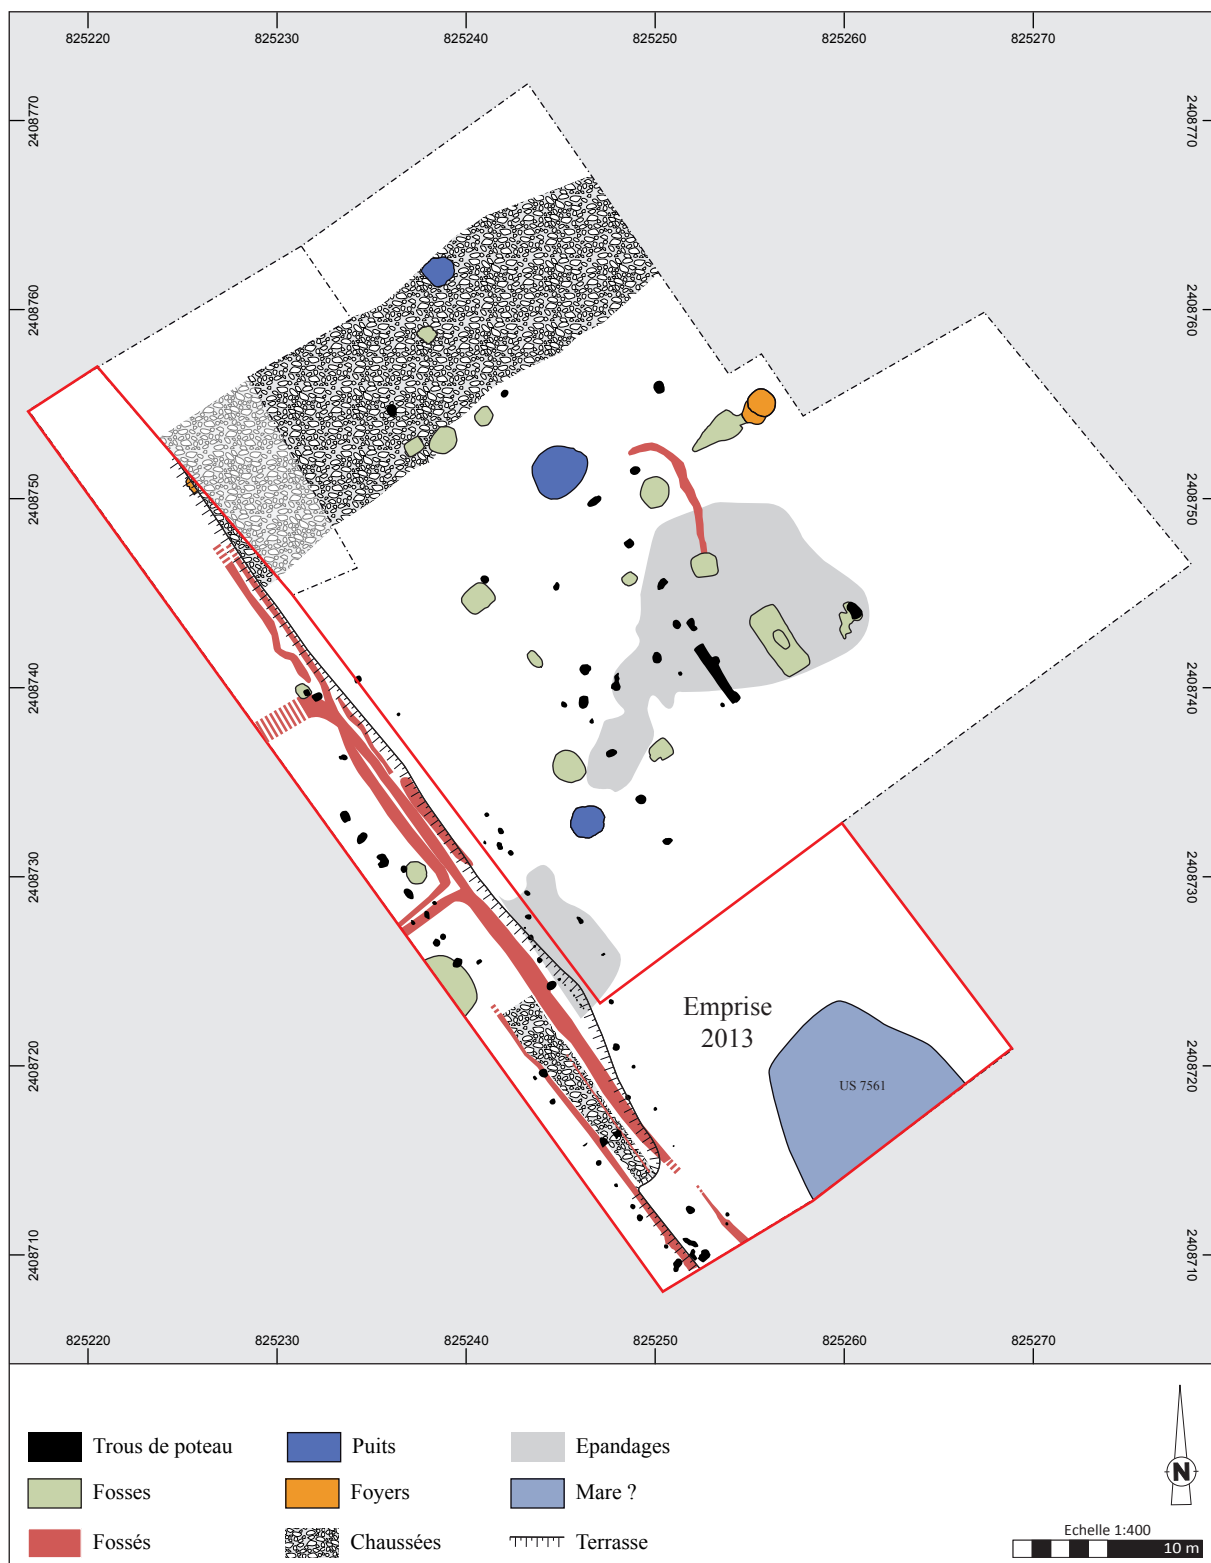 825220 825230 825240 825250 825260 825270
2408770 2408770
2408760 2408760
2408750 2408750
2408740 2408740
2408730 2408730
Emprise
2013
2408720 2408720
US 7561
2408710 2408710
825220 825230 825240 825250 825260 825270
Trous de poteau Puits Epandages
Fosses Foyers Mare ?
Fossés Chaussées Terrasse
N
Echelle 1:400
10 m